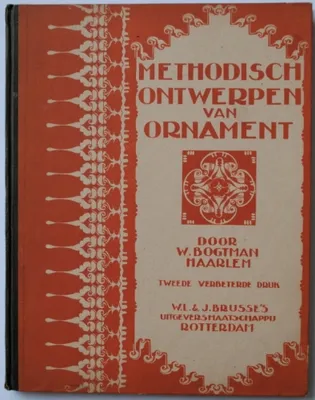 METHODISCH
ONTWERPEN
VAN
ORNAMENT
DOOR
W. BOGTMAN
HAARLEM
TWEEDE VERBETERDE DRUK
W.L. & J. BRUSSE'S
UITGEVERSMAATSCHAPPIJ
ROTTERDAM